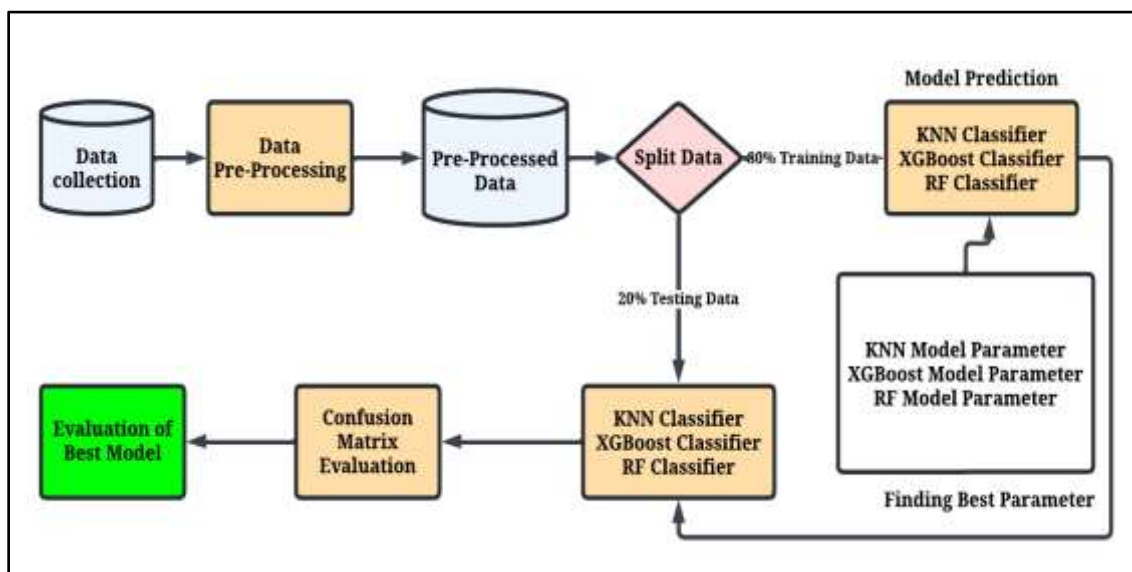 Model Prediction
Data
collection
Data
Pre-Processing
Pre-Processed
Data
Split Data
80% Training Data
KNN Classifier
XGBoost Classifier
RF Classifier
20% Testing Data
KNN Model Parameter
XGBoost Model Parameter
RF Model Parameter
Finding Best Parameter
KNN Classifier
XGBoost Classifier
RF Classifier
Confusion
Matrix
Evaluation
Evaluation of
Best Model